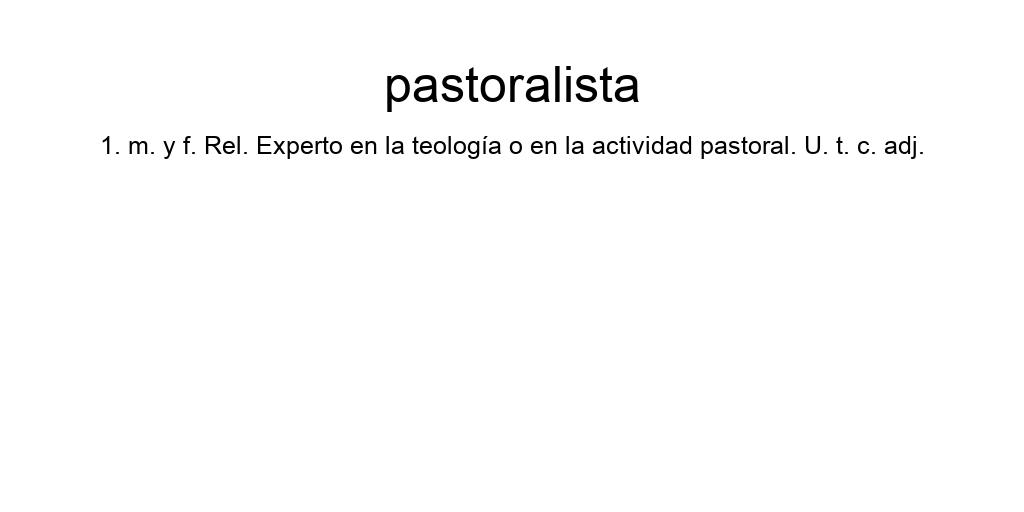 pastoralista
1. m. y f. Rel. Experto en la teología o en la actividad pastoral. U. t. c. adj.